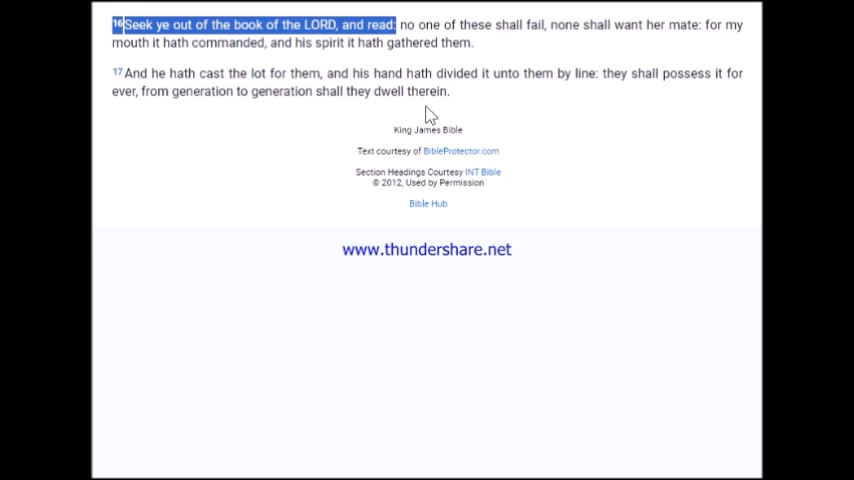 16Seek ye out of the book of the LORD, and read: no one of these shall fail, none shall want her mate: for my
mouth it hath commanded, and his spirit it hath gathered them.
17And he hath cast the lot for them, and his hand hath divided it unto them by line: they shall possess it for
ever, from generation to generation shall they dwell therein.
King James Bible
Text courtesy of BibleProtector.com
Section Headings Courtesy INT Bible
© 2012, Used by Permission
Bible Hub
www.thundershare.net